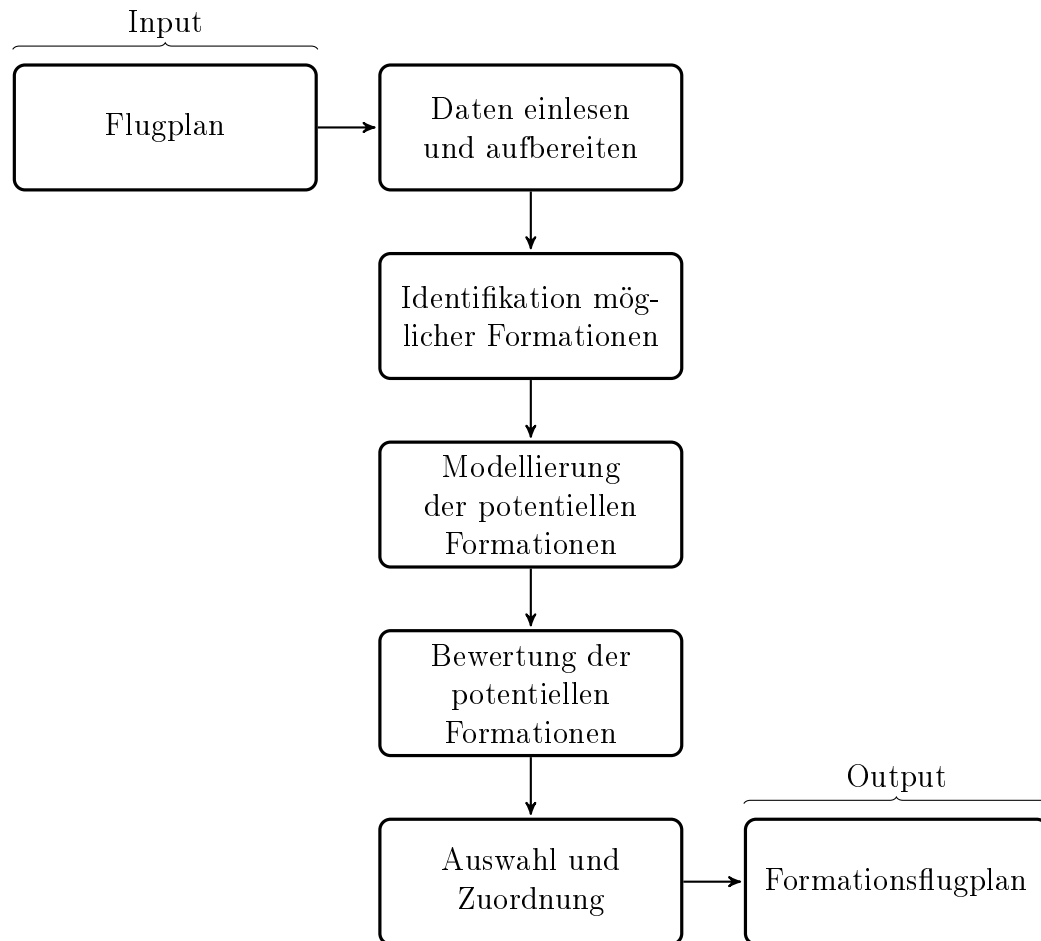 Input
Flugplan
Daten einlesen
und aufbereiten
Identifikation mög-
licher Formationen
Modellierung
der potentiellen
Formationen
Bewertung der
potentiellen
Formationen
Auswahl und
Zuordnung
Output
Formationsflugplan